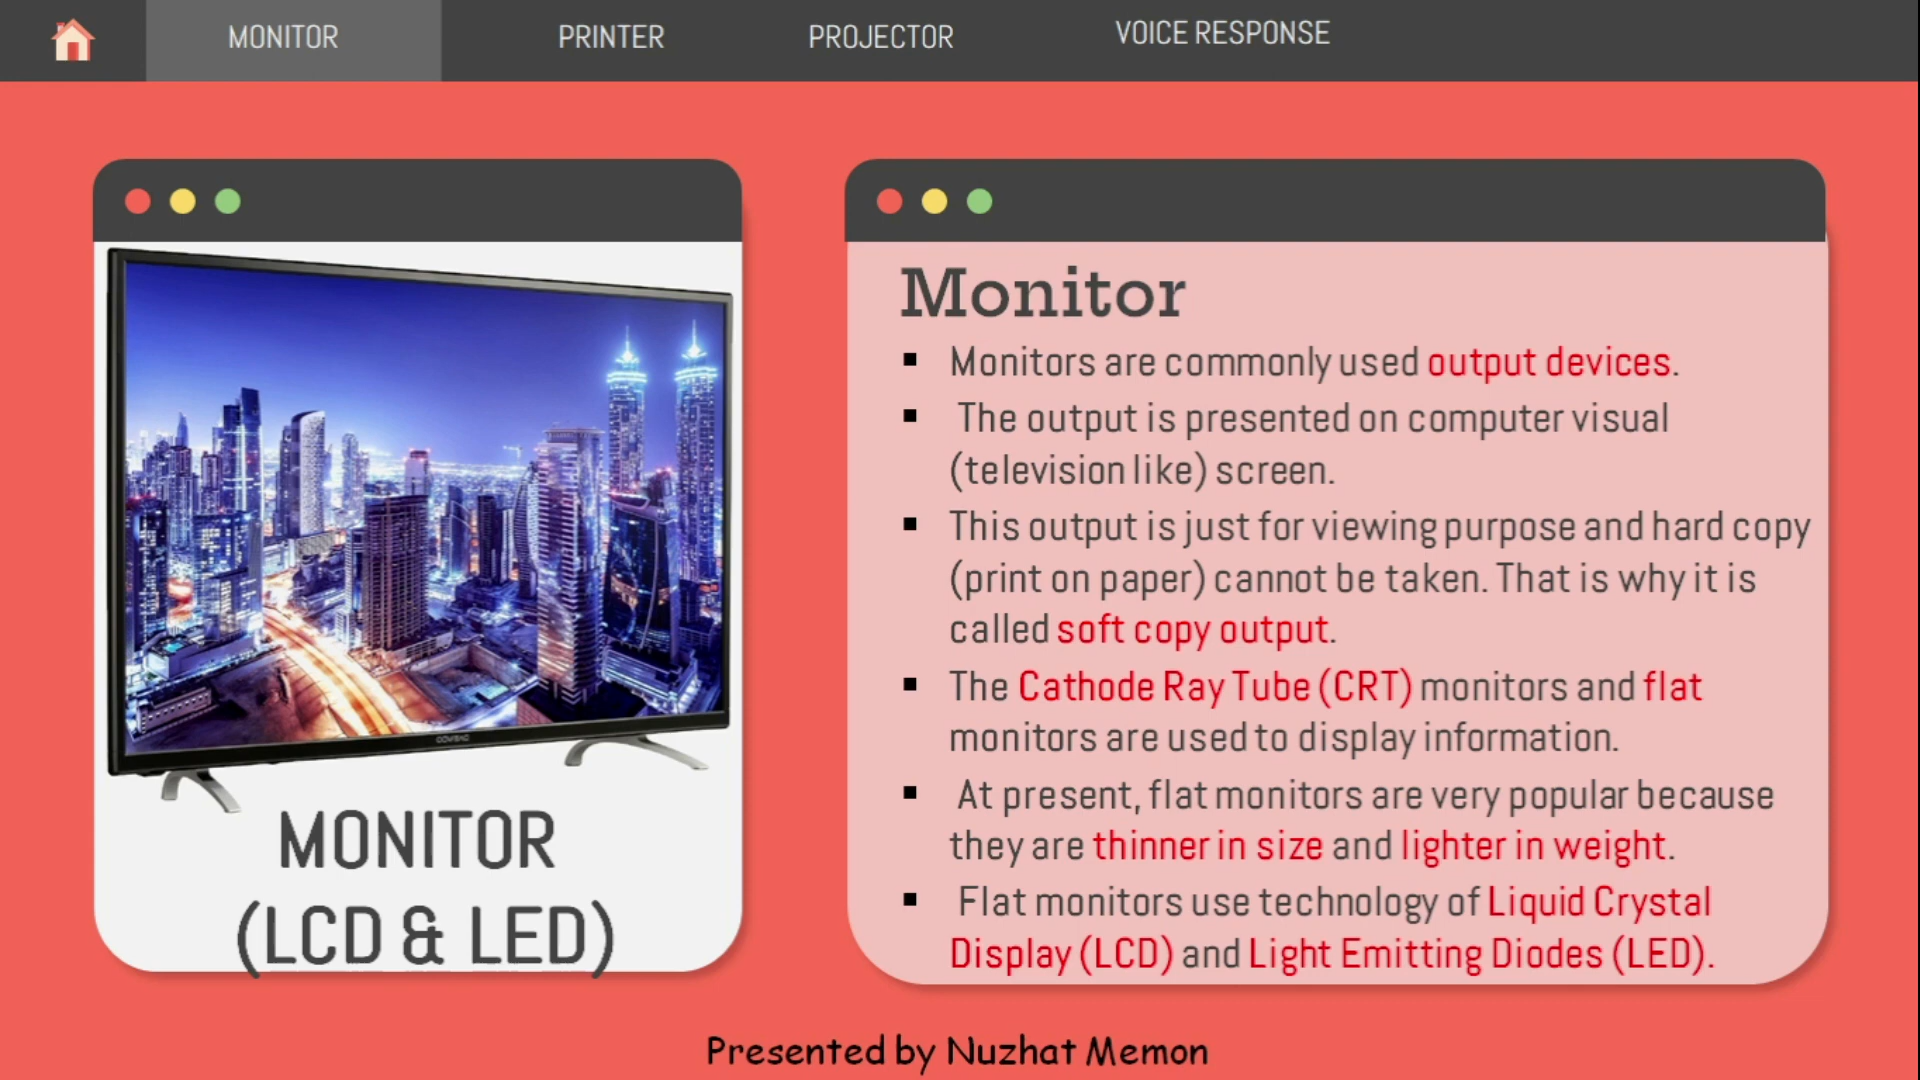 MONITOR
PRINTER
PROJECTOR
VOICE RESPONSE
MONITOR
(LCD & LED)
Monitor
▪ Monitors are commonly used output devices.
▪ The output is presented on computer visual
(television like) screen.
▪ This output is just for viewing purpose and hard copy
(print on paper) cannot be taken. That is why it is
called soft copy output.
▪ The Cathode Ray Tube (CRT) monitors and flat
monitors are used to display information.
▪ At present, flat monitors are very popular because
they are thinner in size and lighter in weight.
▪ Flat monitors use technology of Liquid Crystal
Display (LCD) and Light Emitting Diodes (LED).
Presented by Nuzhat Memon